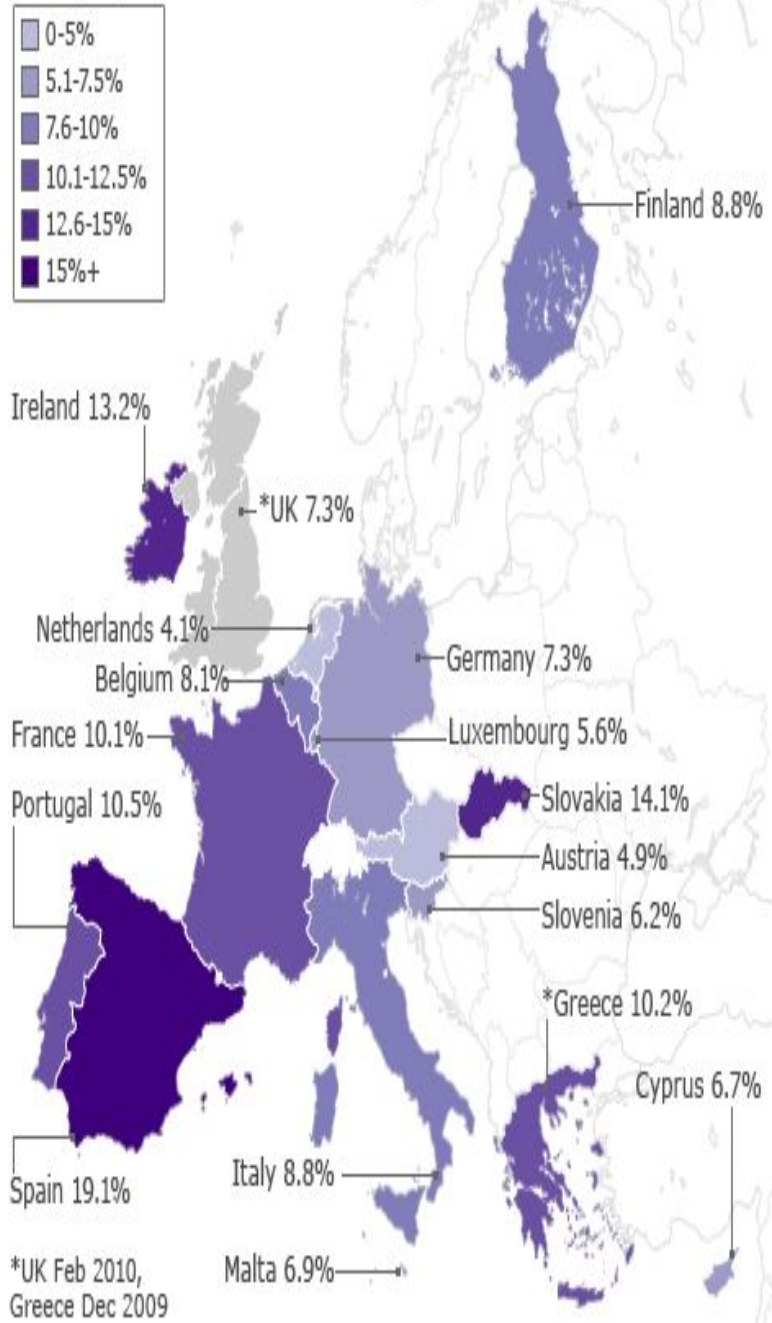 0-5%
5.1-7.5%
7.6-10%
10.1-12.5%
12.6-15%
15%+
Finland 8.8%
Ireland 13.2%
*UK 7.3%
Netherlands 4.1%
Germany 7.3%
Belgium 8.1%
France 10.1%
Luxembourg 5.6%
Portugal 10.5%
Slovakia 14.1%
Austria 4.9%
Slovenia 6.2%
*Greece 10.2%
Cyprus 6.7%
Spain 19.1%
Italy 8.8%
Malta 6.9%
*UK Feb 2010,
Greece Dec 2009